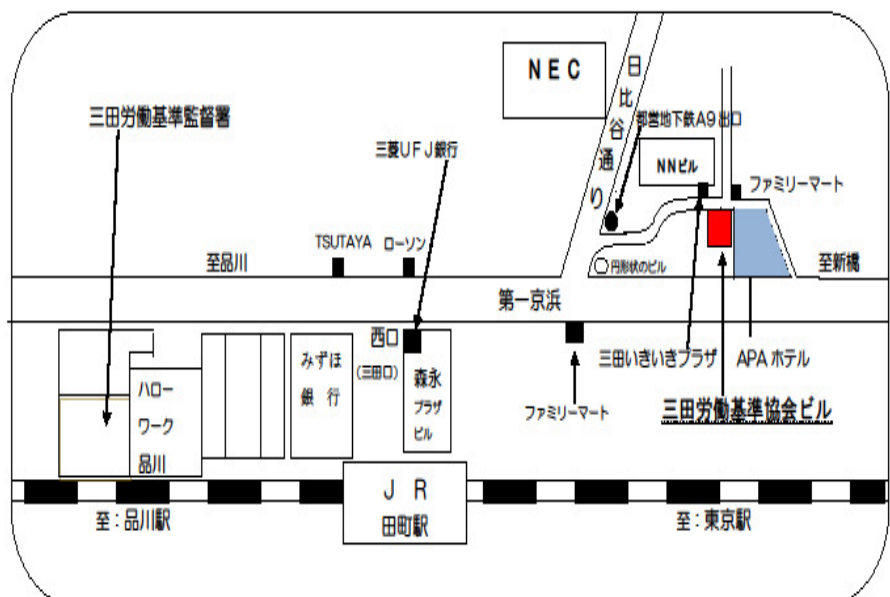 NEC
日比谷通り
三田労働基準監督署
都営地下鉄A9出口
三菱UFJ銀行
NNビル
ファミリーマート
TSUTAYA ローソン
至品川
円形状のビル
至新橋
第一京浜
西口
(三田口)
みずほ
銀行
森永
プラザ
ビル
三田いきいきプラザ
APAホテル
ハロー
ワーク
品川
ファミリーマート
三田労働基準協会ビル
JR
田町駅
至:品川駅
至:東京駅